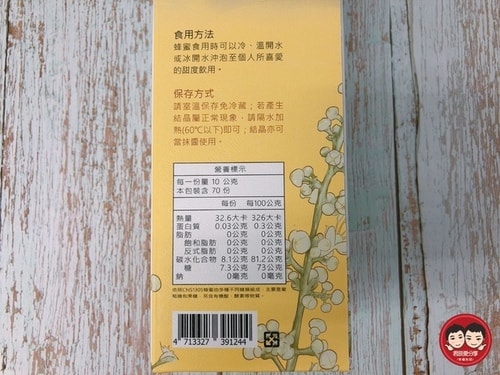 食用方法
蜂蜜食用時可以冷、溫開水
或冰開水沖泡至個人所喜愛
的甜度飲用。
保存方式
請室溫保存免冷藏；若產生
結晶屬正常現象，請隔水加
熱(60℃以下)即可；結晶亦可
當抹醬使用。
營養標示
每一份量 10 公克
本包裝含 70 份
每份 每100公克
熱量 32.6大卡 326大卡
蛋白質 0.03公克 0.3公克
脂肪 0公克 0公克
飽和脂肪 0公克 0公克
反式脂肪 0公克 0公克
碳水化合物 8.1公克 81.2公克
糖 7.3公克 73公克
鈉 0毫克 0毫克
4 713327 391244
君民愛分享